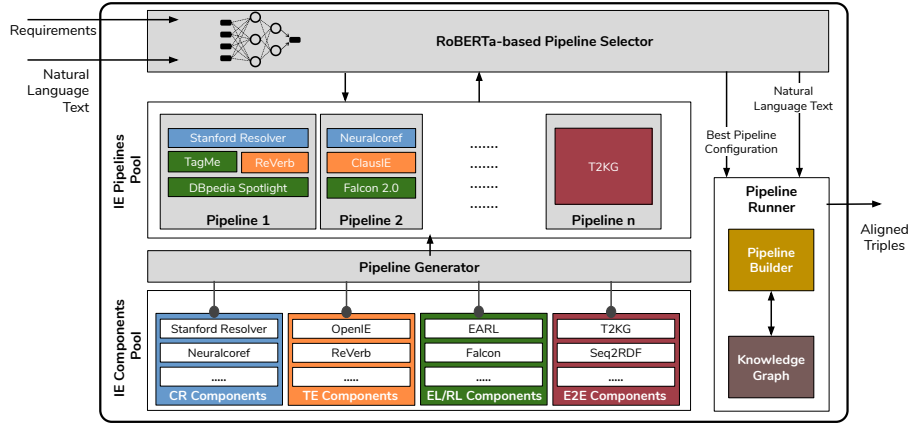 Requirements
Natural
Language
Text
RoBERTa-based Pipeline Selector
Best Pipeline
Configuration
Natural
Language Text
IE Pipelines
Pool
Stanford Resolver
TagMe
ReVerb
DBpedia Spotlight
Pipeline 1
Neuralcoref
ClausIE
Falcon 2.0
Pipeline 2
.......
.......
......
......
T2KG
Pipeline n
Pipeline Generator
IE Components
Pool
Stanford Resolver
Neuralcoref
.....
CR Components
OpenIE
ReVerb
.....
TE Components
EARL
Falcon
.....
EL/RL Components
T2KG
Seq2RDF
.....
E2E Components
Pipeline
Runner
Pipeline
Builder
Knowledge
Graph
Aligned
Triples